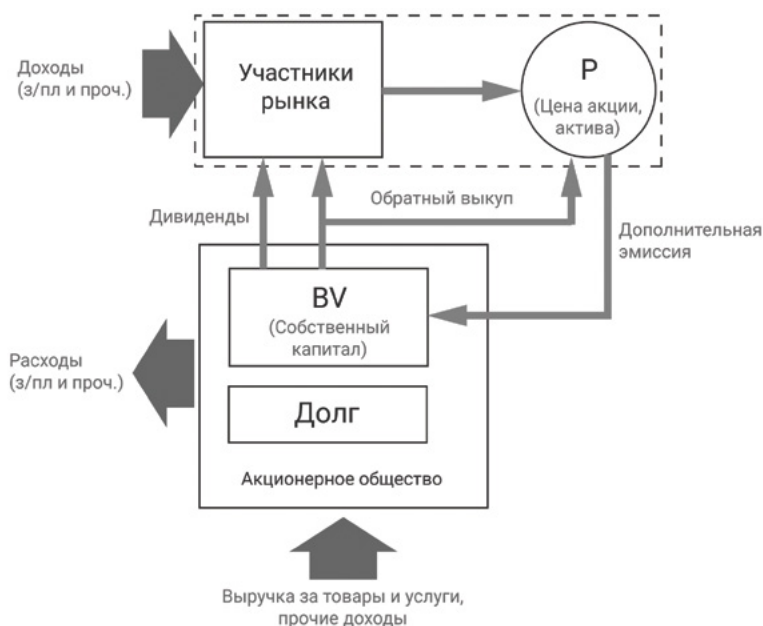 Доходы
(з/пл и проч.)
Участники
рынка
P
(Цена акции,
актива)
Дивиденды
Обратный выкуп
Дополнительная
эмиссия
BV
(Собственный
капитал)
Расходы
(з/пл и проч.)
Долг
Акционерное общество
Выручка за товары и услуги,
прочие доходы